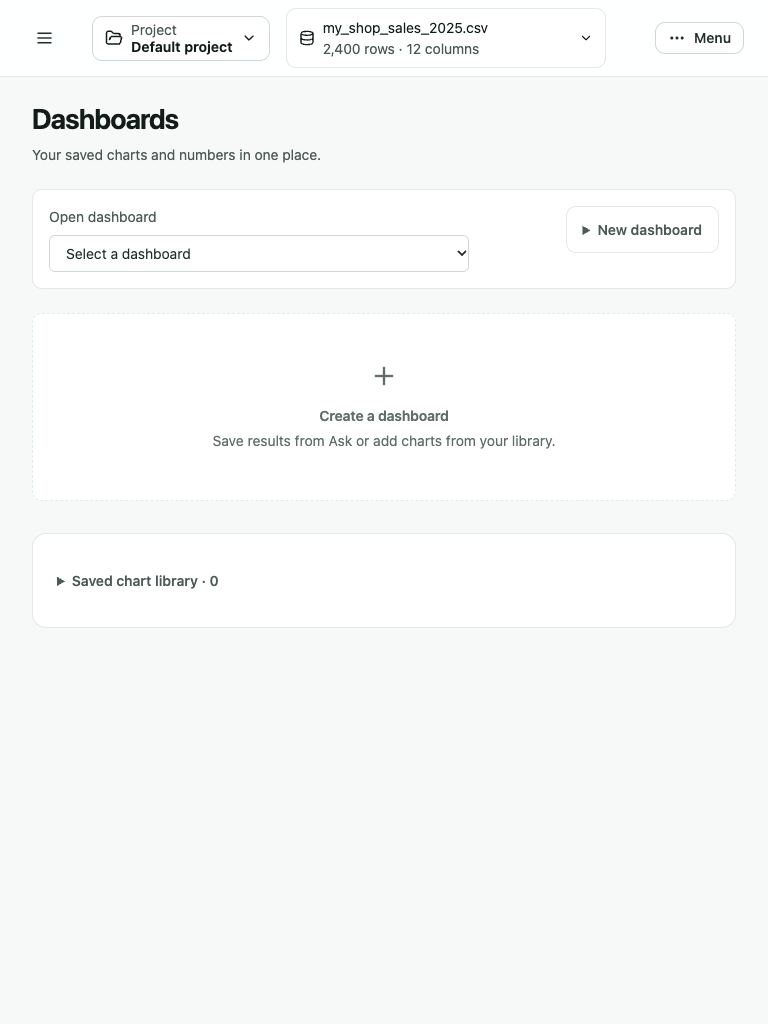 Project
Default project
my_shop_sales_2025.csv
2,400 rows · 12 columns
Menu
Dashboards
Your saved charts and numbers in one place.
Open dashboard
Select a dashboard
New dashboard
Create a dashboard
Save results from Ask or add charts from your library.
Saved chart library · 0